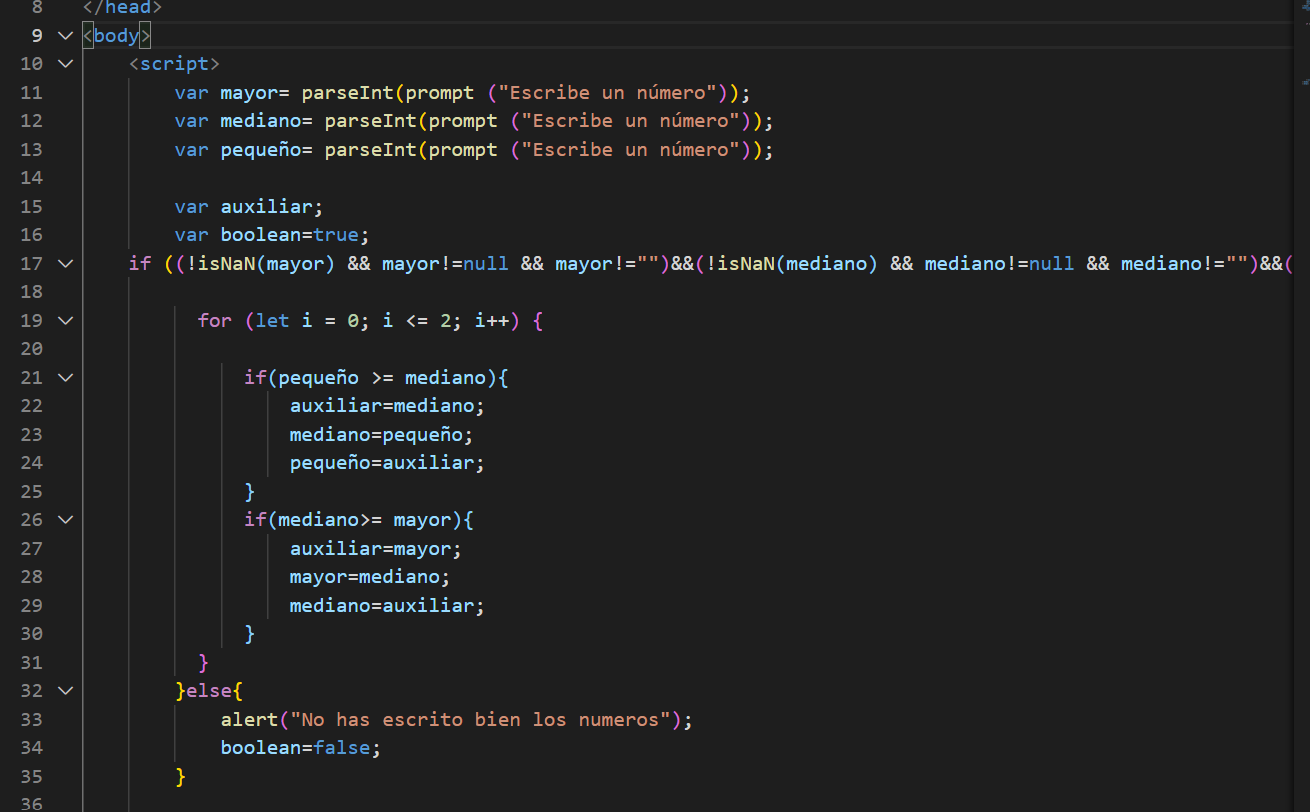 8 </head>
9 <body>
10 <script>
11 var mayor= parseInt(prompt ("Escribe un número"));
12 var mediano= parseInt(prompt ("Escribe un número"));
13 var pequeño= parseInt(prompt ("Escribe un número"));
14
15 var auxiliar;
16 var boolean=true;
17 if ((!isNaN(mayor) && mayor!=null && mayor!="")&&(!isNaN(mediano) && mediano!=null && mediano!="")&&(
18
19 for (let i = 0; i <= 2; i++) {
20
21 if(pequeño >= mediano){
22 auxiliar=mediano;
23 mediano=pequeño;
24 pequeño=auxiliar;
25 }
26 if(mediano>= mayor){
27 auxiliar=mayor;
28 mayor=mediano;
29 mediano=auxiliar;
30 }
31 }
32 }else{
33 alert("No has escrito bien los numeros");
34 boolean=false;
35 }
36